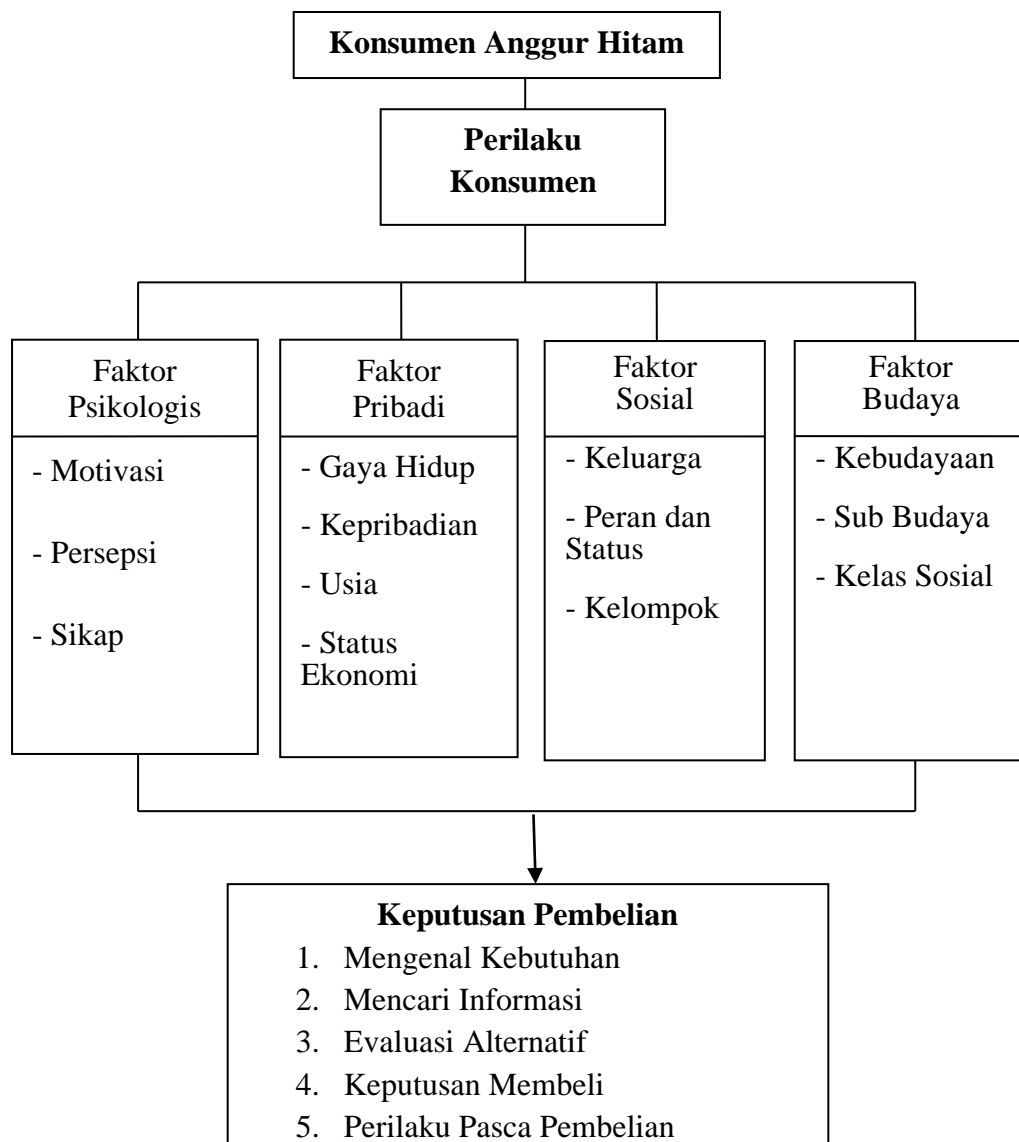 Konsumen Anggur Hitam
Perilaku
Konsumen
Faktor
Psikologis
- Motivasi
- Persepsi
- Sikap
Faktor
Pribadi
- Gaya Hidup
- Kepribadian
- Usia
- Status
Ekonomi
Faktor
Sosial
- Keluarga
- Peran dan
Status
- Kelompok
Faktor
Budaya
- Kebudayaan
- Sub Budaya
- Kelas Sosial
Keputusan Pembelian
1. Mengenal Kebutuhan
2. Mencari Informasi
3. Evaluasi Alternatif
4. Keputusan Membeli
5. Perilaku Pasca Pembelian